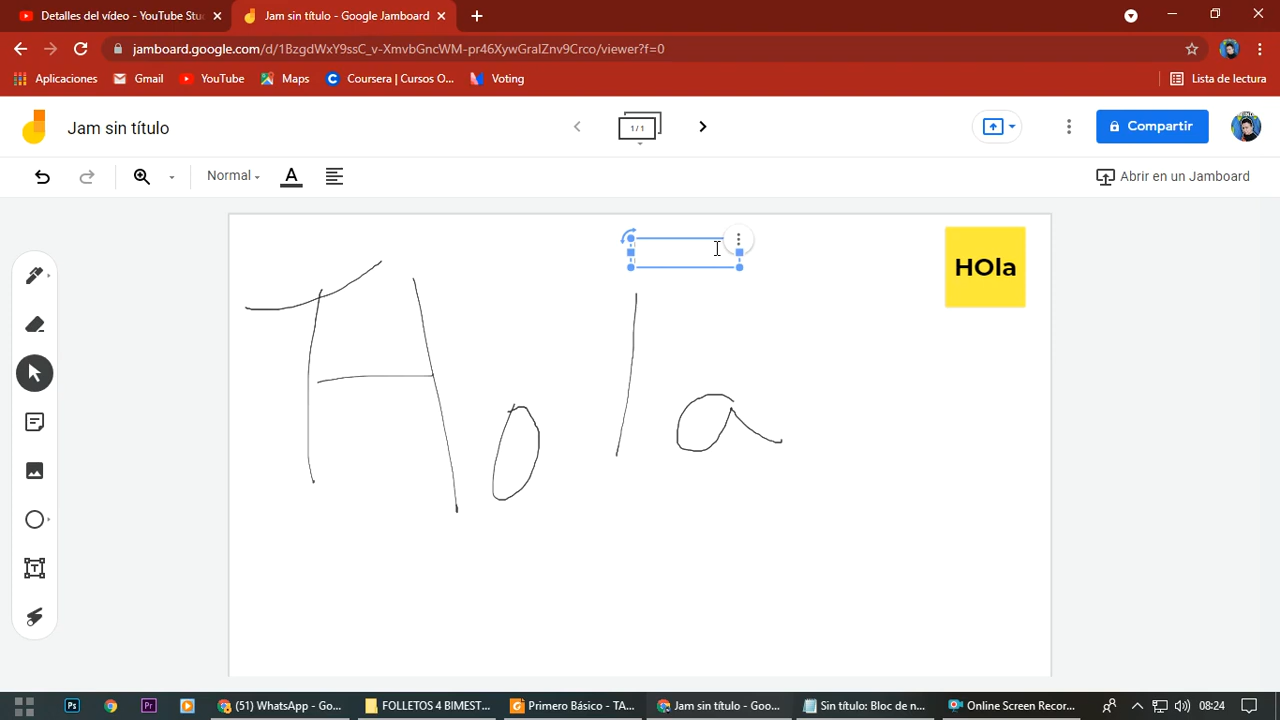 Detalles del vídeo - YouTube Stu
Jam sin título - Google Jamboard
jamboard.google.com/d/1BzgdWxY9ssC_v-XmvbGncWM-pr46XywGraIZnv9Crco/viewer?f=0
Aplicaciones
Gmail
YouTube
Maps
Coursera | Cursos O...
Voting
Lista de lectura
Jam sin título
1 / 1
Compartir
Normal
A
Abrir en un Jamboard
HOla
Hola
T
Ps
Pr
(51) WhatsApp - Go...
FOLLETOS 4 BIMEST...
Primero Básico - TA...
Jam sin título - Goo...
Sin título: Bloc de n...
Online Screen Recor...
08:24